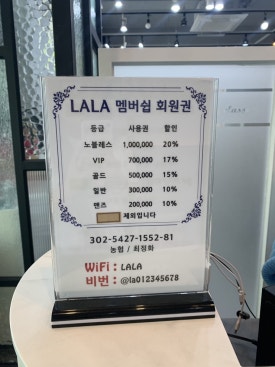 LALA 멤버쉽 회원권
등급 사용권 할인
노블레스 1,000,000 20%
VIP 700,000 17%
골드 500,000 15%
일반 300,000 10%
맨즈 200,000 10%
제외입니다
302-5427-1552-81
농협 / 최정화
WiFi : LALA
비번 : @la012345678